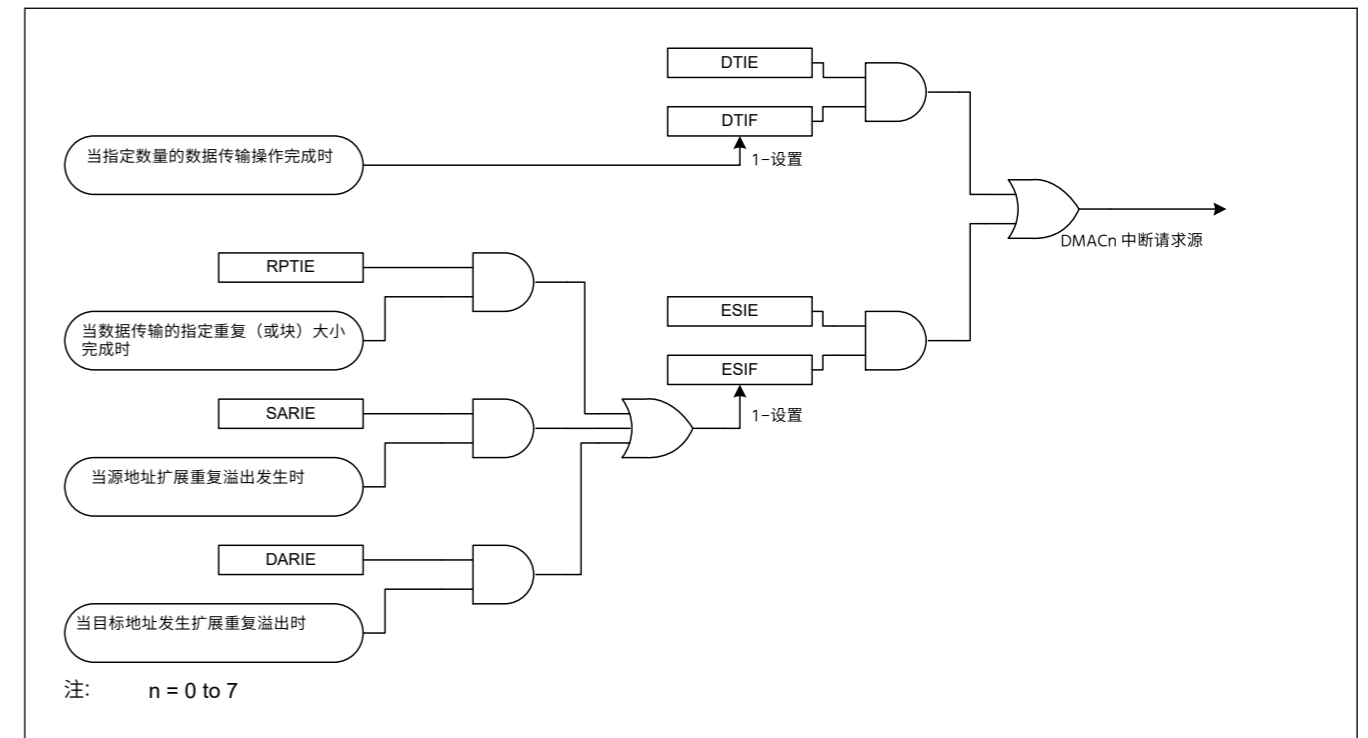 DTIE
DTIF
当指定数量的数据传输操作完成时
1-设置
DMACn 中断请求源
RPTIE
当数据传输的指定重复（或块）大小
完成时
ESIE
ESIF
1-设置
SARIE
当源地址扩展重复溢出发生时
DARIE
当目标地址发生扩展重复溢出时
注: n = 0 to 7